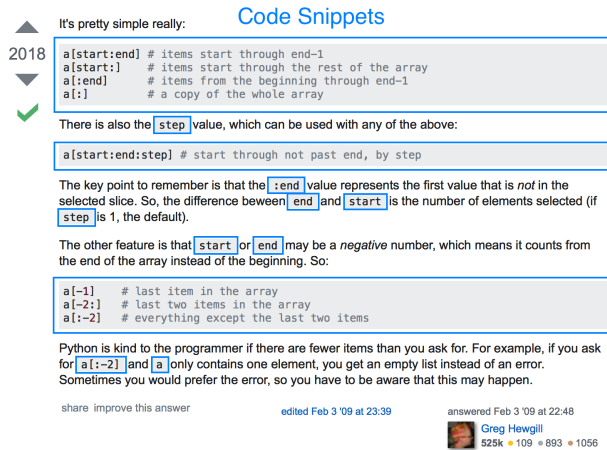 Code Snippets
It's pretty simple really:
2018
a[start:end] # items start through end-1
a[start:]    # items start through the rest of the array
a[:end]      # items from the beginning through end-1
a[:]         # a copy of the whole array
There is also the step value, which can be used with any of the above:
a[start:end:step] # start through not past end, by step
The key point to remember is that the :end value represents the first value that is not in the
selected slice. So, the difference beween end and start is the number of elements selected (if
step is 1, the default).
The other feature is that start or end may be a negative number, which means it counts from
the end of the array instead of the beginning. So:
a[-1]    # last item in the array
a[-2:]   # last two items in the array
a[:-2]   # everything except the last two items
Python is kind to the programmer if there are fewer items than you ask for. For example, if you ask
for a[:-2] and a only contains one element, you get an empty list instead of an error.
Sometimes you would prefer the error, so you have to be aware that this may happen.
share improve this answer
edited Feb 3 '09 at 23:39
answered Feb 3 '09 at 22:48
Greg Hewgill
525k 109 893 1056